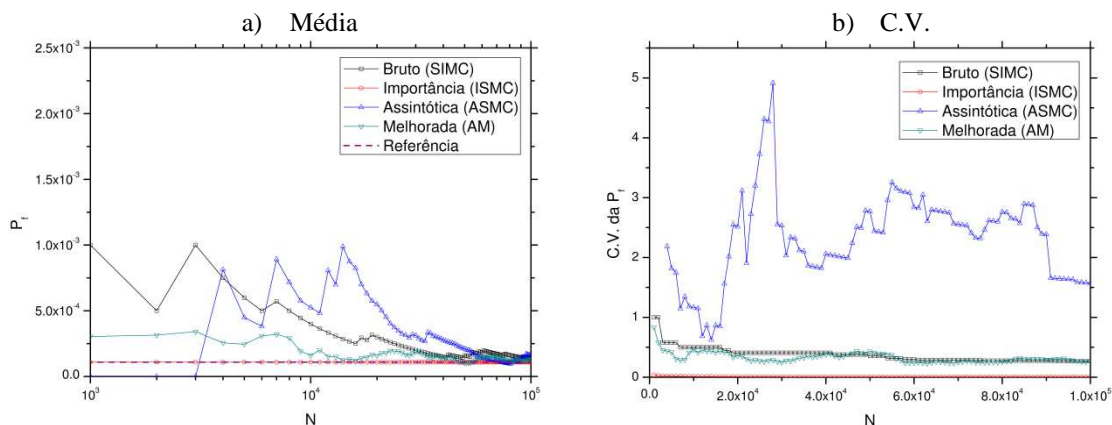 a) Média
b) C.V.
2.5x10⁻³
2.0x10⁻³
1.5x10⁻³
1.0x10⁻³
5.0x10⁻⁴
0.0
P_f
Bruto (SIMC)
Importância (ISMC)
Assintótica (ASMC)
Melhorada (AM)
Referência
10³
10⁴
10⁵
N
5
4
3
2
1
0
C.V. da P_f
Bruto (SIMC)
Importância (ISMC)
Assintótica (ASMC)
Melhorada (AM)
0.0
2.0x10⁴
4.0x10⁴
6.0x10⁴
8.0x10⁴
1.0x10⁵
N